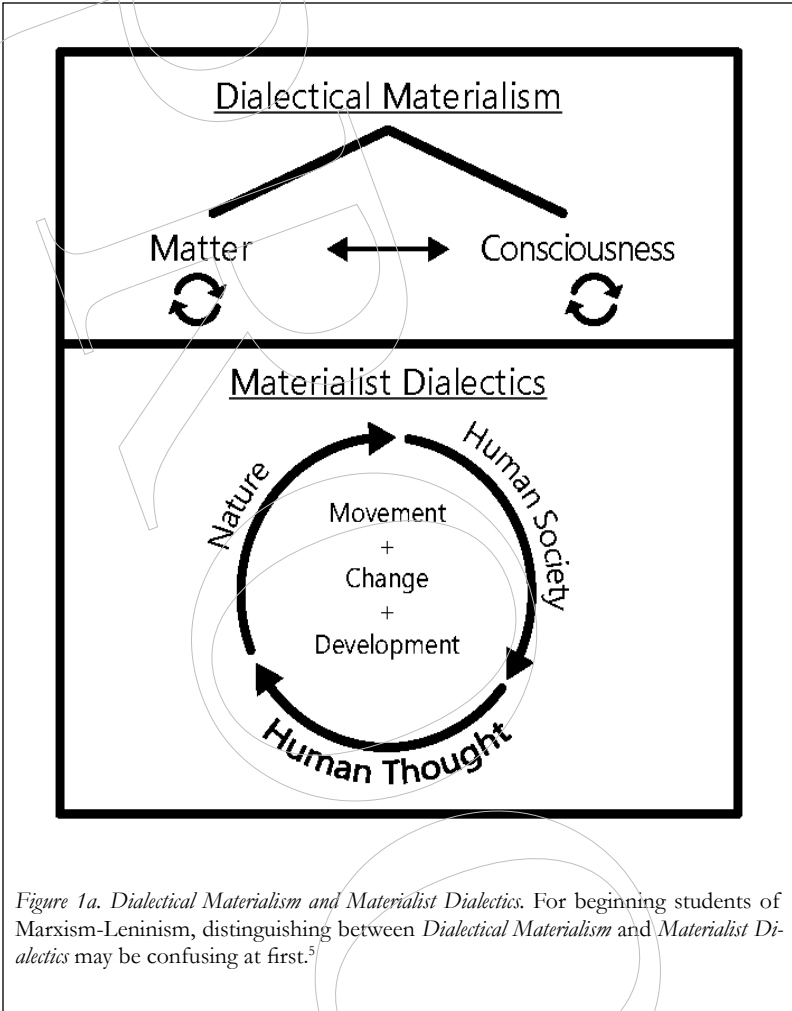 Dialectical Materialism
Matter
Consciousness
Materialist Dialectics
Nature
Human Society
Movement
+
Change
+
Development
Human Thought
Figure 1a. Dialectical Materialism and Materialist Dialectics. For beginning students of
Marxism-Leninism, distinguishing between Dialectical Materialism and Materialist Di-
alectics may be confusing at first.⁵